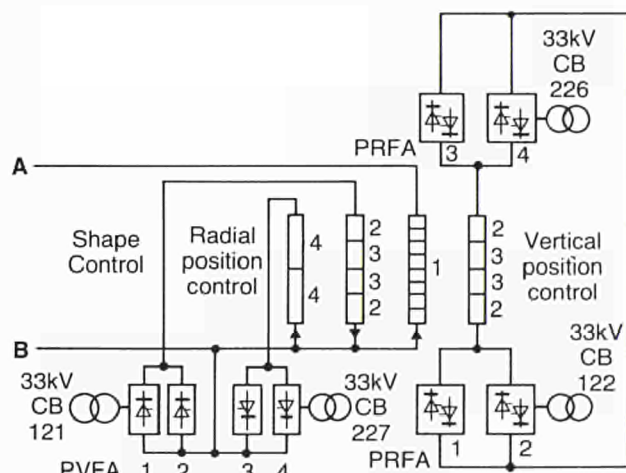 33kV
CB
226
PRFA
3
4
A
Shape
Control
Radial
position
control
4
4
2
3
3
2
1
2
3
3
2
Vertical
position
control
B
33kV
CB
121
33kV
CB
227
33kV
CB
122
PVFA 1 2 3 4
PRFA 1 2